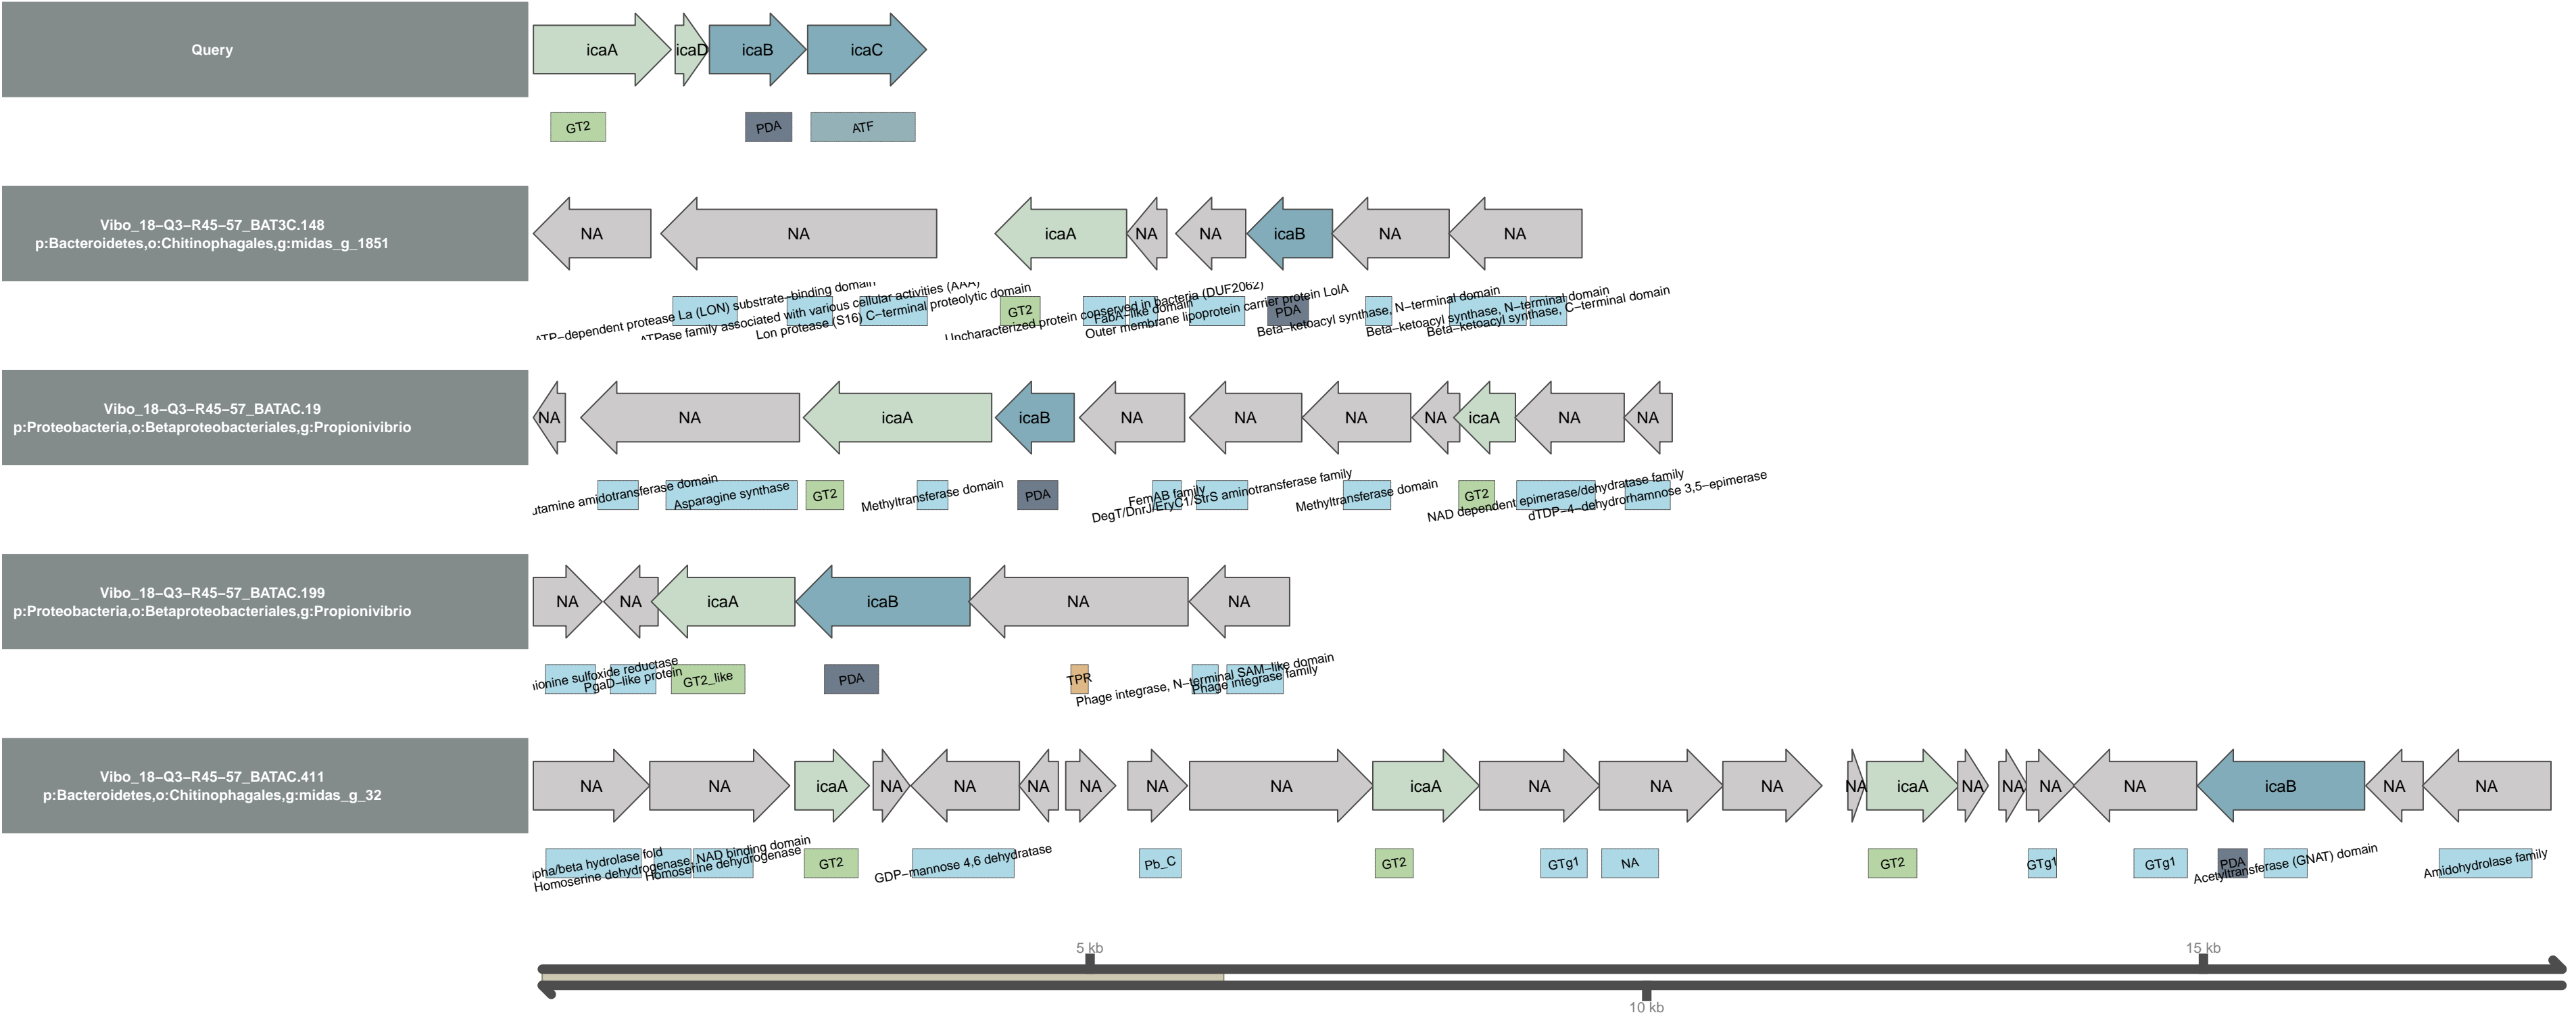 Query
icaA icaD icaB icaC
GT2 PDA ATF
Vibo_18–Q3–R45–57_BAT3C.148
p:Bacteroidetes,o:Chitinophagales,g:midas_g_1851
NA NA icaA NA NA icaB NA NA
ATP–dependent protease La (LON) substrate–binding domain
ATPase family associated with various cellular activities (AAA)
Lon protease (S16) C–terminal proteolytic domain
GT2
Uncharacterized protein conserved in bacteria (DUF2062)
FabA–like domain
Outer membrane lipoprotein carrier protein LolA
PDA
Beta–ketoacyl synthase, N–terminal domain
Beta–ketoacyl synthase, N–terminal domain
Beta–ketoacyl synthase, C–terminal domain
Vibo_18–Q3–R45–57_BATAC.19
p:Proteobacteria,o:Betaproteobacteriales,g:Propionivibrio
NA NA icaA icaB NA NA NA NA icaA NA NA
utamine amidotransferase domain
Asparagine synthase
GT2
Methyltransferase domain
PDA
FemAB family
DegT/DnrJ/EryC1/StrS aminotransferase family
Methyltransferase domain
GT2
NAD dependent epimerase/dehydratase family
dTDP–4–dehydrorhamnose 3,5–epimerase
Vibo_18–Q3–R45–57_BATAC.199
p:Proteobacteria,o:Betaproteobacteriales,g:Propionivibrio
NA NA icaA icaB NA NA
ionine sulfoxide reductase
PgaD–like protein
GT2_like
PDA
TPR
Phage integrase, N–terminal SAM–like domain
Phage integrase family
Vibo_18–Q3–R45–57_BATAC.411
p:Bacteroidetes,o:Chitinophagales,g:midas_g_32
NA NA icaA NA NA NA NA NA NA icaA NA NA NA NA icaA NA NA NA NA icaB NA NA
pha/beta hydrolase fold
Homoserine dehydrogenase, NAD binding domain
Homoserine dehydrogenase
GT2
GDP–mannose 4,6 dehydratase
Pb_C
GT2
GTg1
NA
GT2
GTg1
GTg1
PDA
Acetyltransferase (GNAT) domain
Amidohydrolase family
5 kb 15 kb
10 kb